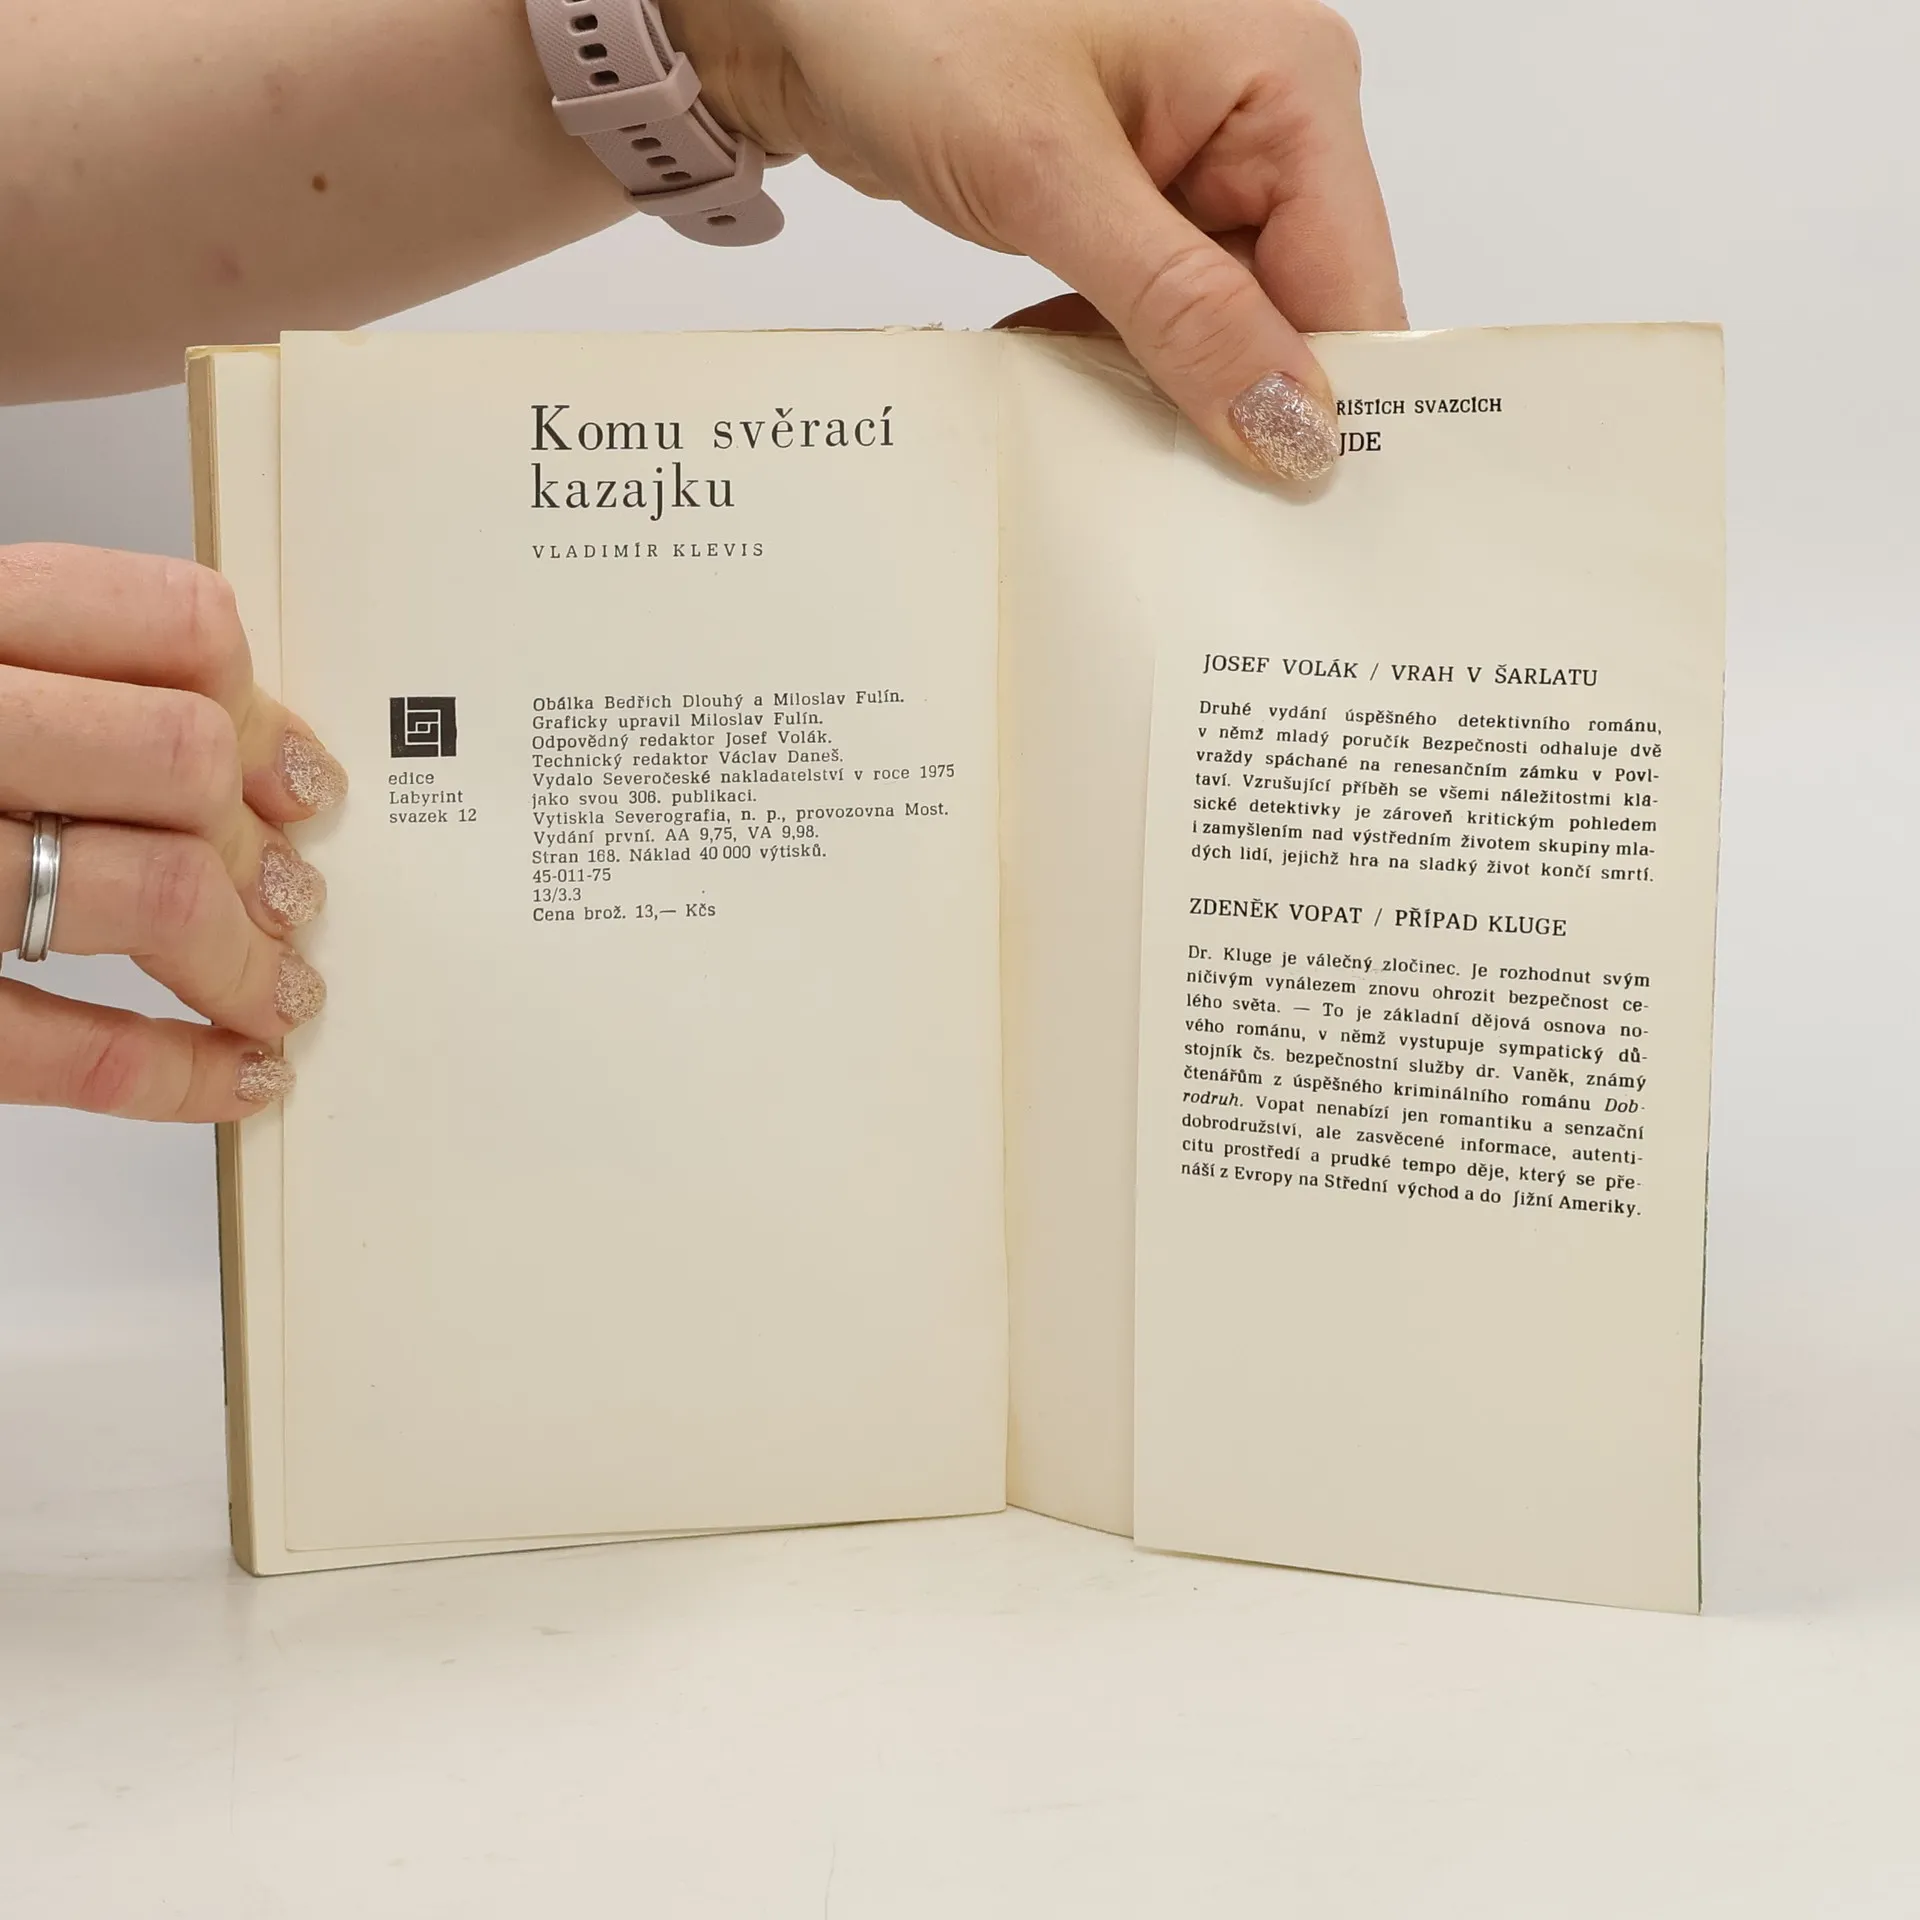 Komu svěrací
kazajku
VLADIMÍR KLEVIS
edice
Labyrint
svazek 12
Obálka Bedřich Dlouhý a Miloslav Fulín.
Graficky upravil Miloslav Fulín.
Odpovědný redaktor Josef Volák.
Technický redaktor Václav Daneš.
Vydalo Severočeské nakladatelství v roce 1975
jako svou 306. publikaci.
Vytiskla Severografia, n. p., provozovna Most.
Vydání první. AA 9,75, VA 9,98.
Stran 168. Náklad 40 000 výtisků.
45-011-75
13/3.3
Cena brož. 13,— Kčs
SVAZCÍCH
JOSEF VOLÁK / VRAH V ŠARLATU
Druhé vydání úspěšného detektivního románu,
v němž mladý poručík Bezpečnosti odhaluje dvě
vraždy spáchané na renesančním zámku v Povl-
taví. Vzrušující příběh se všemi náležitostmi kla-
sické detektivky je zároveň kritickým pohledem
i zamyšlením nad výstředním životem skupiny mla-
dých lidí, jejichž hra na sladký život končí smrtí.
ZDENĚK VOPAT / PŘÍPAD KLUGE
Dr. Kluge je válečný zločinec. Je rozhodnut svým
ničivým vynálezem znovu ohrozit bezpečnost ce-
lého světa. — To je základní dějová osnova no-
vého románu, v němž vystupuje sympatický dů-
stojník čs. bezpečnostní služby dr. Vaněk, známý
čtenářům z úspěšného kriminálního románu Dob-
rodruh. Vopat nenabízí jen romantiku a senzační
dobrodružství, ale zasvěcené informace, autenti-
citu prostředí a prudké tempo děje, který se pře-
náší z Evropy na Střední východ a do Jižní Ameriky.